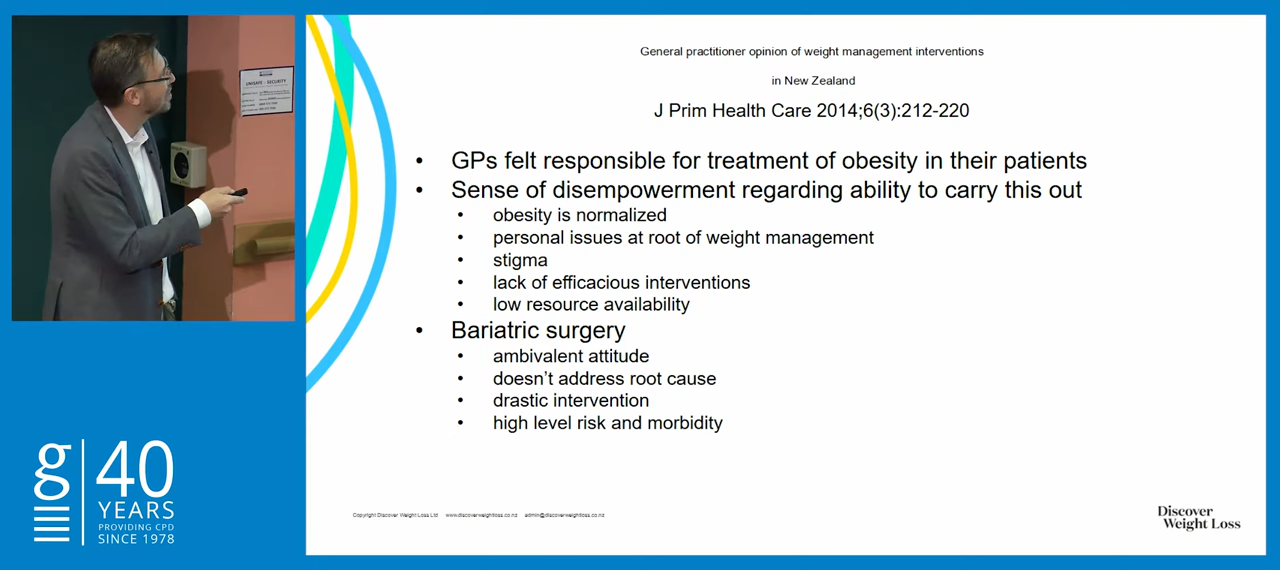 UNISAFE - SECURITY
General practitioner opinion of weight management interventions
in New Zealand
J Prim Health Care 2014;6(3):212-220
• GPs felt responsible for treatment of obesity in their patients
• Sense of disempowerment regarding ability to carry this out
• obesity is normalized
• personal issues at root of weight management
• stigma
• lack of efficacious interventions
• low resource availability
• Bariatric surgery
• ambivalent attitude
• doesn't address root cause
• drastic intervention
• high level risk and morbidity
Copyright Discover Weight Loss Ltd www.discoverweightloss.co.nz admin@discoverweightloss.co.nz
Discover
Weight Loss
g 40
YEARS
PROVIDING CPD
SINCE 1978